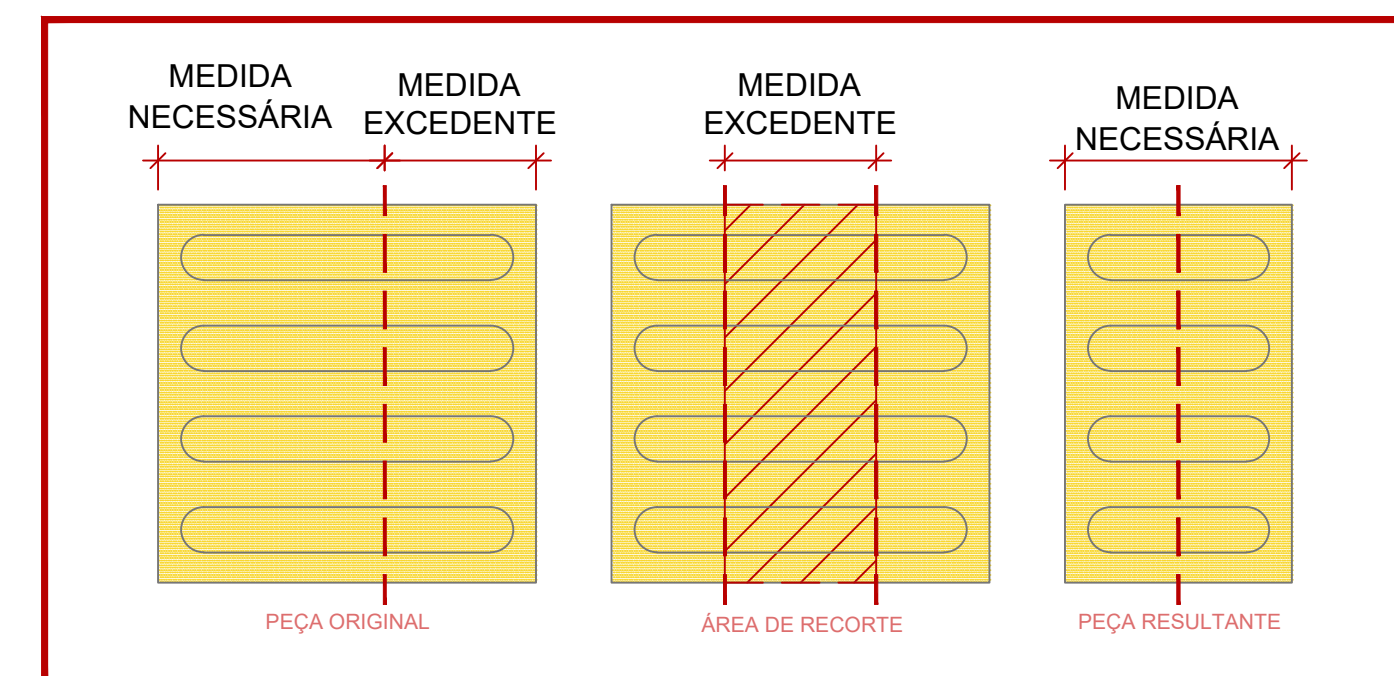 MEDIDA
NECESSÁRIA
MEDIDA
EXCEDENTE
MEDIDA
EXCEDENTE
MEDIDA
NECESSÁRIA
PEÇA ORIGINAL
ÁREA DE RECORTE
PEÇA RESULTANTE